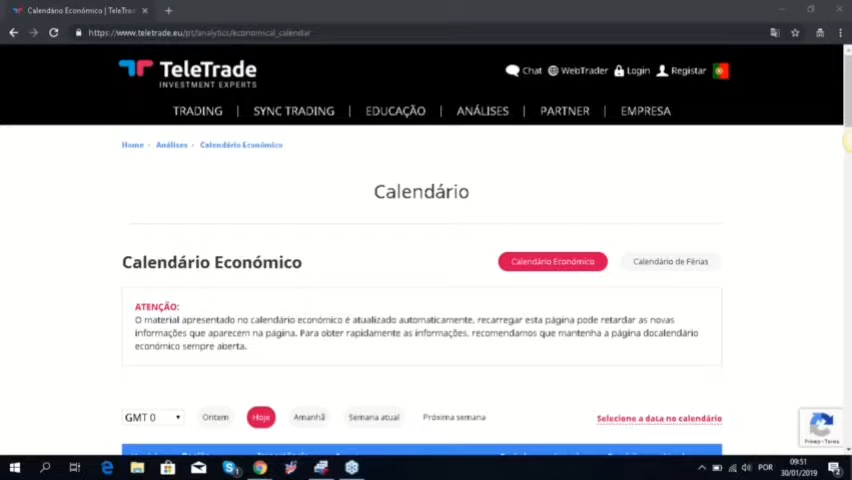 Calendário Económico | TeleTra
https://www.teletrade.eu/pt/analytics/economical_calendar
TeleTrade
INVESTMENT EXPERTS
Chat WebTrader Login Registar
TRADING | SYNC TRADING | EDUCAÇÃO | ANÁLISES | PARTNER | EMPRESA
Home Análises Calendário Económico
Calendário
Calendário Económico
Calendário Económico Calendário de Férias
ATENÇÃO:
O material apresentado no calendário económico é atualizado automaticamente, recarregar esta página pode retardar as novas
informações que aparecem na página. Para obter rapidamente as informações, recomendamos que mantenha a página docalendário
económico sempre aberta.
GMT 0 Ontem Hoje Amanhã Semana atual Próxima semana Selecione a data no calendário
Privacy - Terms
POR 09:51
30/01/2019